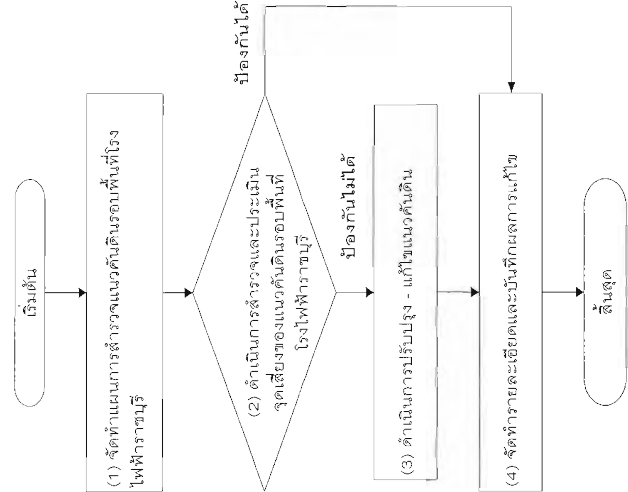 เริ่มต้น
(1) จัดทำแผนการสำรวจแนวคันดินรอบพื้นที่โรง
ไฟฟ้าราชบุรี
(2) ดำเนินการสำรวจและประเมิน
จุดเสี่ยงของแนวคันดินรอบพื้นที่
โรงไฟฟ้าราชบุรี
ป้องกันได้
ป้องกันไม่ได้
(3) ดำเนินการปรับปรุง - แก้ไขแนวคันดิน
(4) จัดทำรายละเอียดและบันทึกผลการแก้ไข
สิ้นสุด